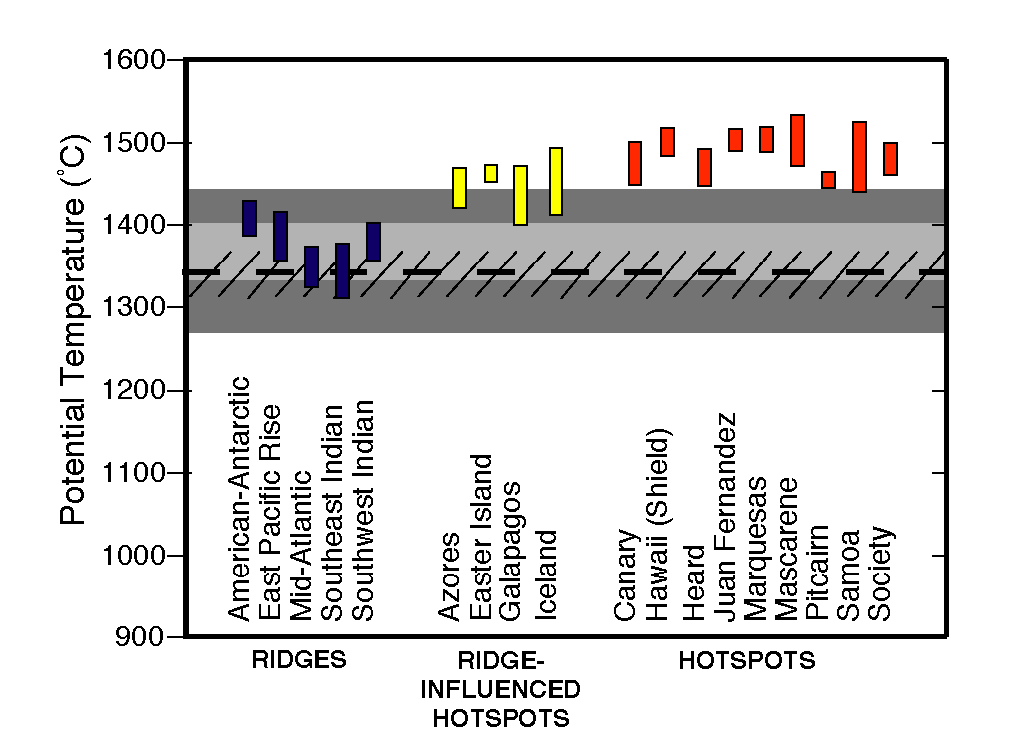 1600
1500
1400
1300
1200
1100
1000
900
Potential Temperature (°C)
American-Antarctic
East Pacific Rise
Mid-Atlantic
Southeast Indian
Southwest Indian
Azores
Easter Island
Galapagos
Iceland
Canary
Hawaii (Shield)
Heard
Juan Fernandez
Marquesas
Mascarene
Pitcairn
Samoa
Society
RIDGES
RIDGE-
INFLUENCED
HOTSPOTS
HOTSPOTS